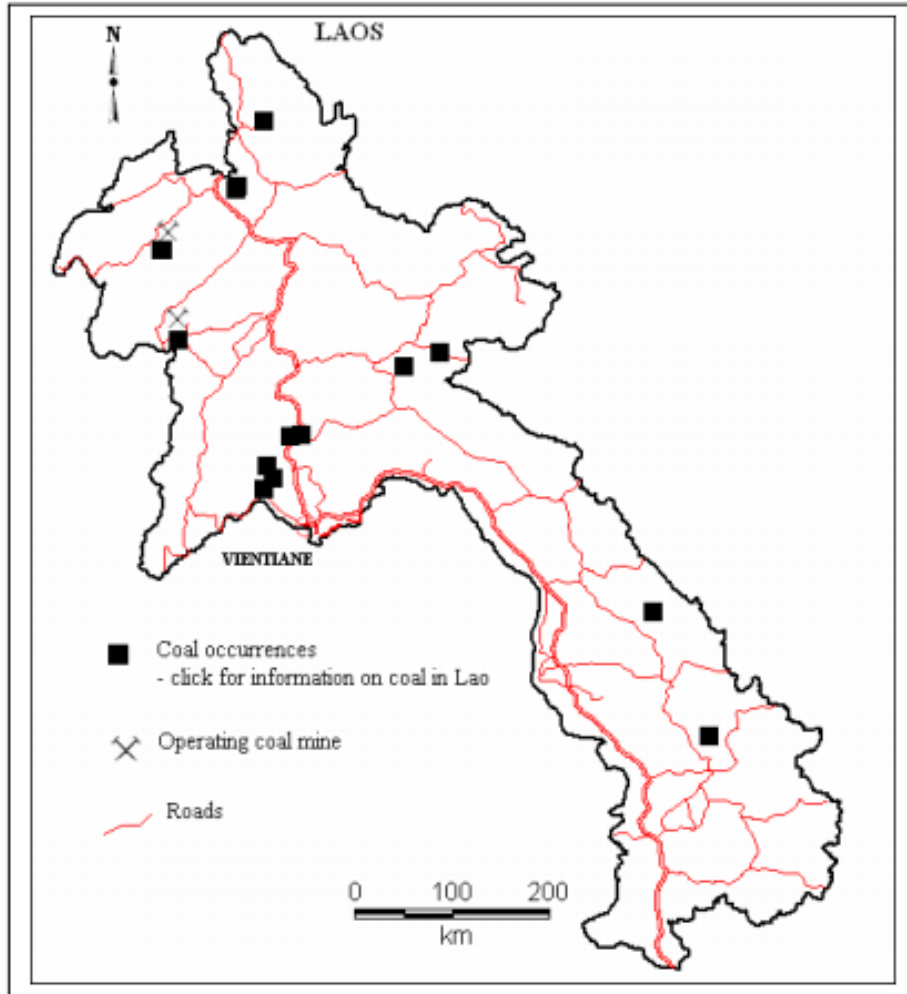 LAOS
N
VIENTIANE
Coal occurrences
- click for information on coal in Lao
Operating coal mine
Roads
0 100 200
km